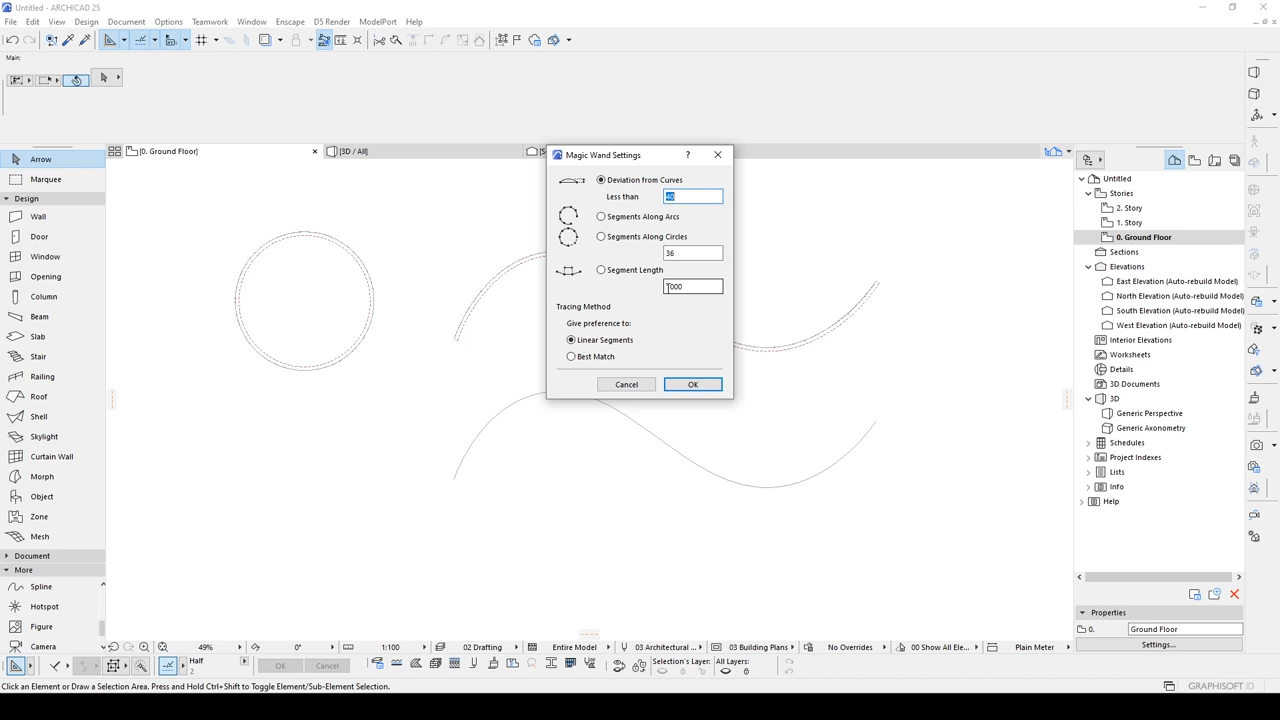 Untitled - ARCHICAD 25
File Edit View Design Document Options Teamwork Window Enscape D5 Render ModelPort Help
Main:
[0. Ground Floor]
[3D / All]
Magic Wand Settings
?
Deviation from Curves
Less than
Segments Along Arcs
Segments Along Circles
36
Segment Length
1000
Tracing Method
Give preference to:
Linear Segments
Best Match
Cancel
OK
Arrow
Marquee
Design
Wall
Door
Window
Opening
Column
Beam
Slab
Stair
Railing
Roof
Shell
Skylight
Curtain Wall
Morph
Object
Zone
Mesh
Document
More
Spline
Hotspot
Figure
Camera
Untitled
Stories
2. Story
1. Story
0. Ground Floor
Sections
Elevations
East Elevation (Auto-rebuild Model)
North Elevation (Auto-rebuild Model)
South Elevation (Auto-rebuild Model)
West Elevation (Auto-rebuild Model)
Interior Elevations
Worksheets
Details
3D Documents
3D
Generic Perspective
Generic Axonometry
Schedules
Project Indexes
Lists
Info
Help
Properties
0.
Ground Floor
Settings...
49%
0°
1:100
02 Drafting
Entire Model
03 Architectural ...
03 Building Plans
No Overrides
00 Show All Ele...
Plain Meter
Half
2
OK
Cancel
Selection's Layer:
All Layers:
Click an Element or Draw a Selection Area. Press and Hold Ctrl+Shift to Toggle Element/Sub-Element Selection.
GRAPHISOFT ID